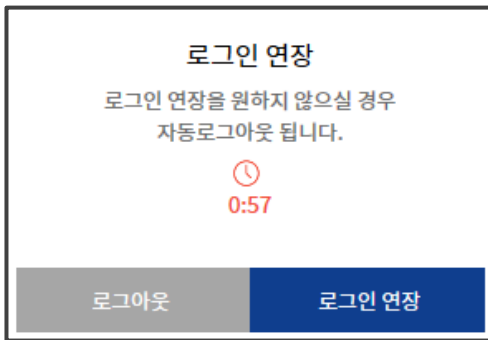 로그인 연장
로그인 연장을 원하지 않으실 경우
자동로그아웃 됩니다.
0:57
로그아웃
로그인 연장